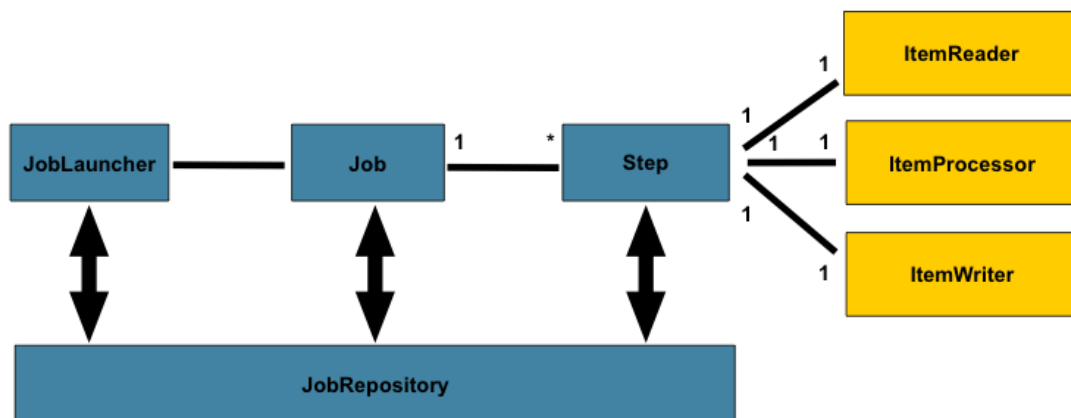 ItemReader
1
1
JobLauncher
Job
1
*
Step
1
1
ItemProcessor
1
1
ItemWriter
JobRepository